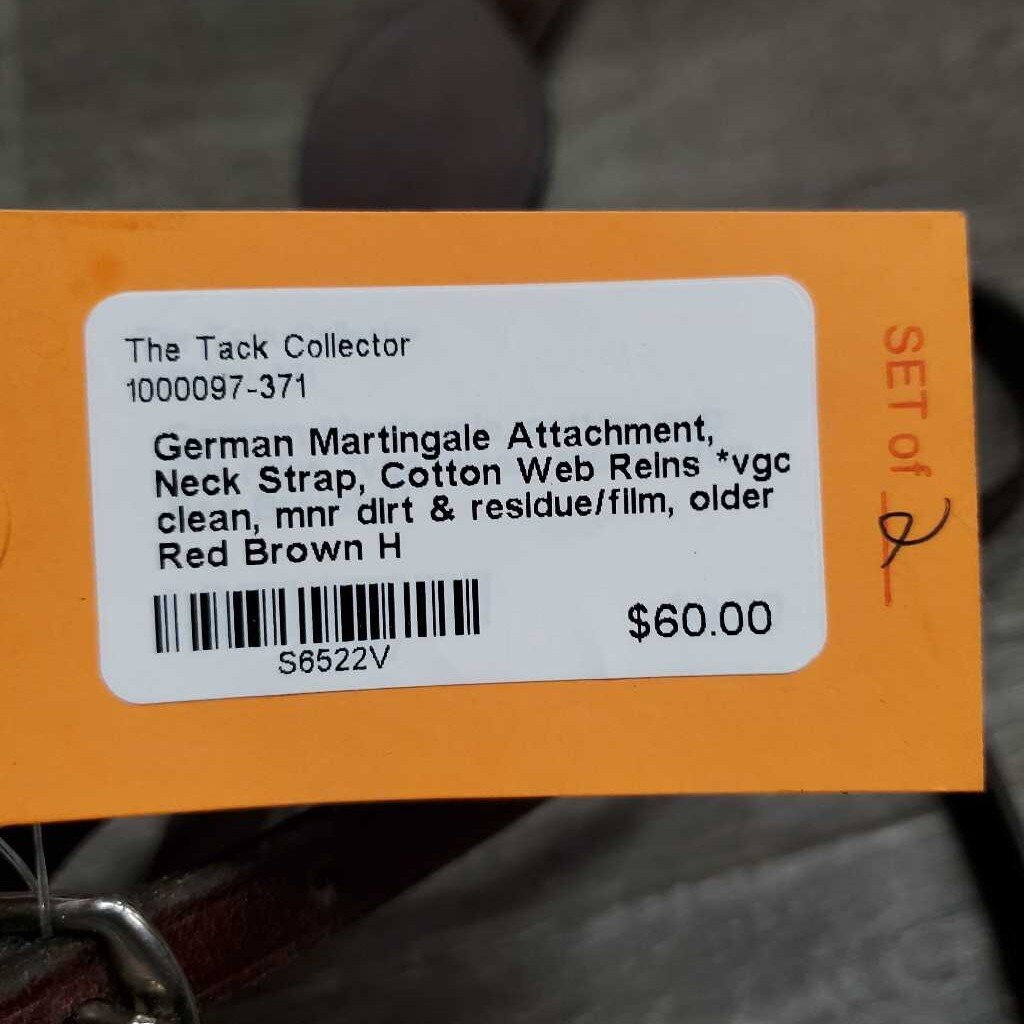 The Tack Collector
1000097-371
German Martingale Attachment,
Neck Strap, Cotton Web Reins *vgc
clean, mnr dirt & residue/film, older
Red Brown H
S6522V
$60.00
SET of 2